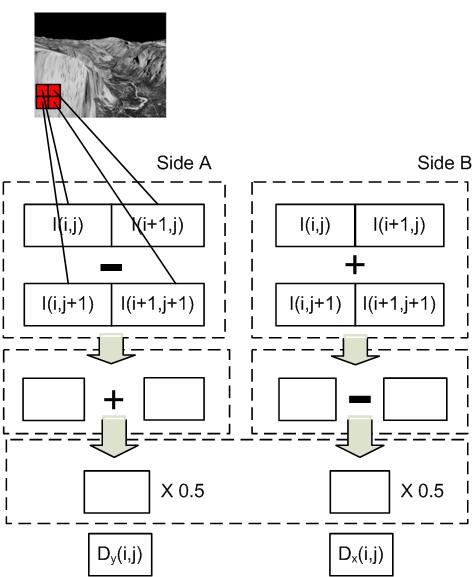 Side A Side B
I(i,j) I(i+1,j) I(i,j) I(i+1,j)
- +
I(i,j+1) I(i+1,j+1) I(i,j+1) I(i+1,j+1)
+ -
X 0.5 X 0.5
Dy(i,j) Dx(i,j)